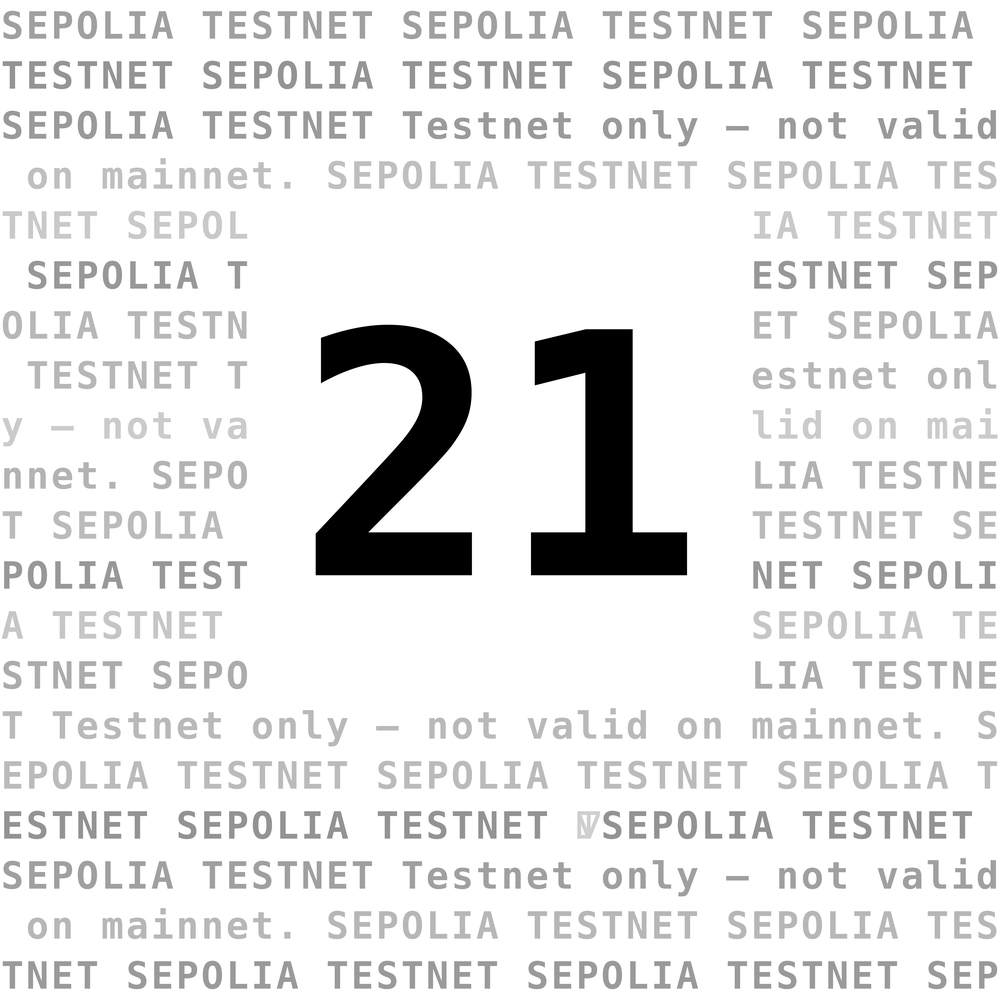 SEPOLIA TESTNET SEPOLIA TESTNET SEPOLIA
TESTNET SEPOLIA TESTNET SEPOLIA TESTNET
SEPOLIA TESTNET Testnet only — not valid
on mainnet. SEPOLIA TESTNET SEPOLIA TES
TNET SEPOL IA TESTNET
SEPOLIA T ESTNET SEP
OLIA TESTN ET SEPOLIA
TESTNET T estnet onl
y — not va lid on mai
21
nnet. SEPO LIA TESTNE
T SEPOLIA TESTNET SE
POLIA TEST NET SEPOLI
A TESTNET SEPOLIA TE
STNET SEPO LIA TESTNE
T Testnet only — not valid on mainnet. S
EPOLIA TESTNET SEPOLIA TESTNET SEPOLIA T
ESTNET SEPOLIA TESTNET SEPOLIA TESTNET
SEPOLIA TESTNET Testnet only — not valid
on mainnet. SEPOLIA TESTNET SEPOLIA TES
TNET SEPOLIA TESTNET SEPOLIA TESTNET SEP